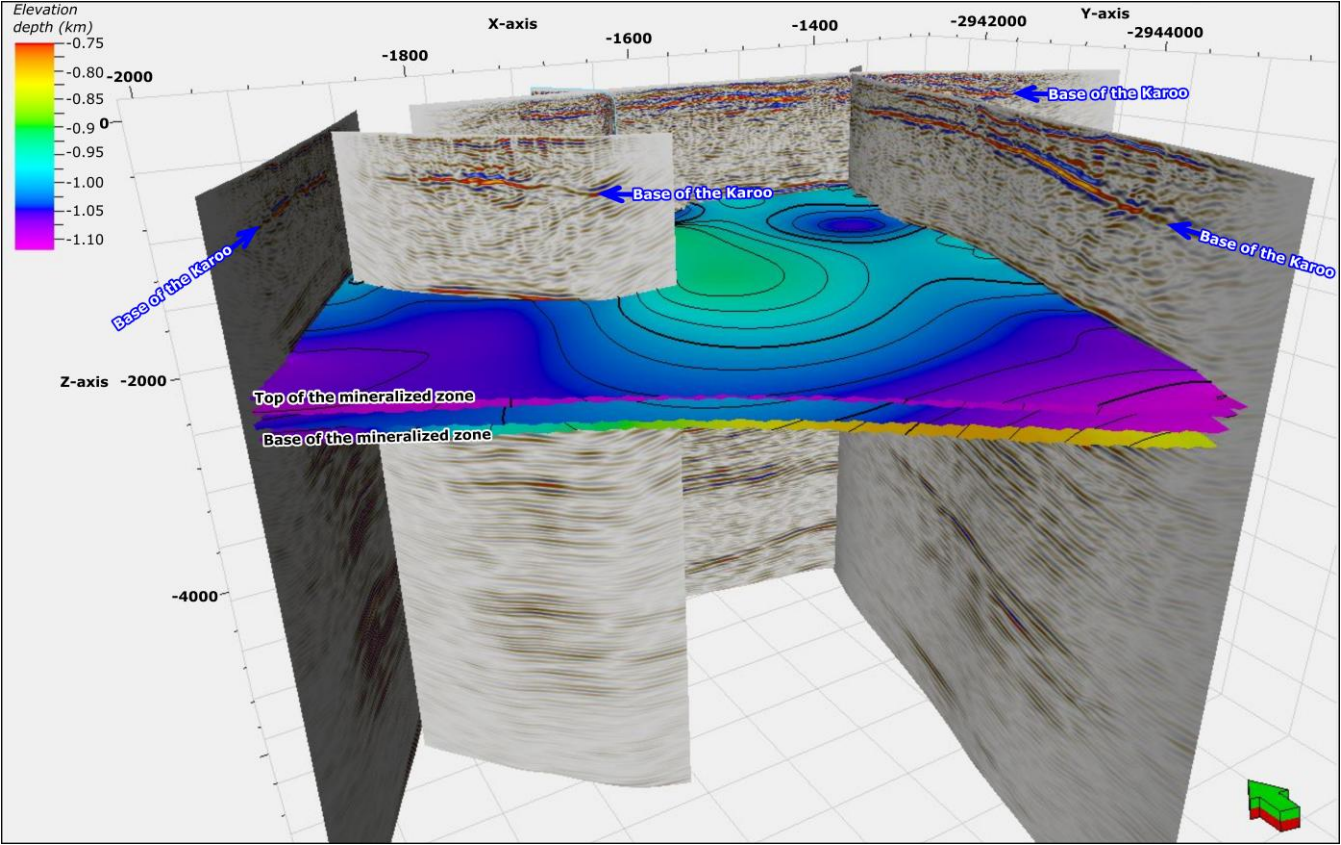 Elevation
depth (km)
-0.75
-0.80
-0.85
-0.9
-0.95
-1.00
-1.05
-1.10
X-axis
Y-axis
-2000
-1800
-1600
-1400
-2942000
-2944000
0
Base of the Karoo
Base of the Karoo
Base of the Karoo
Base of the Karoo
Z-axis
-2000
Top of the mineralized zone
Base of the mineralized zone
-4000